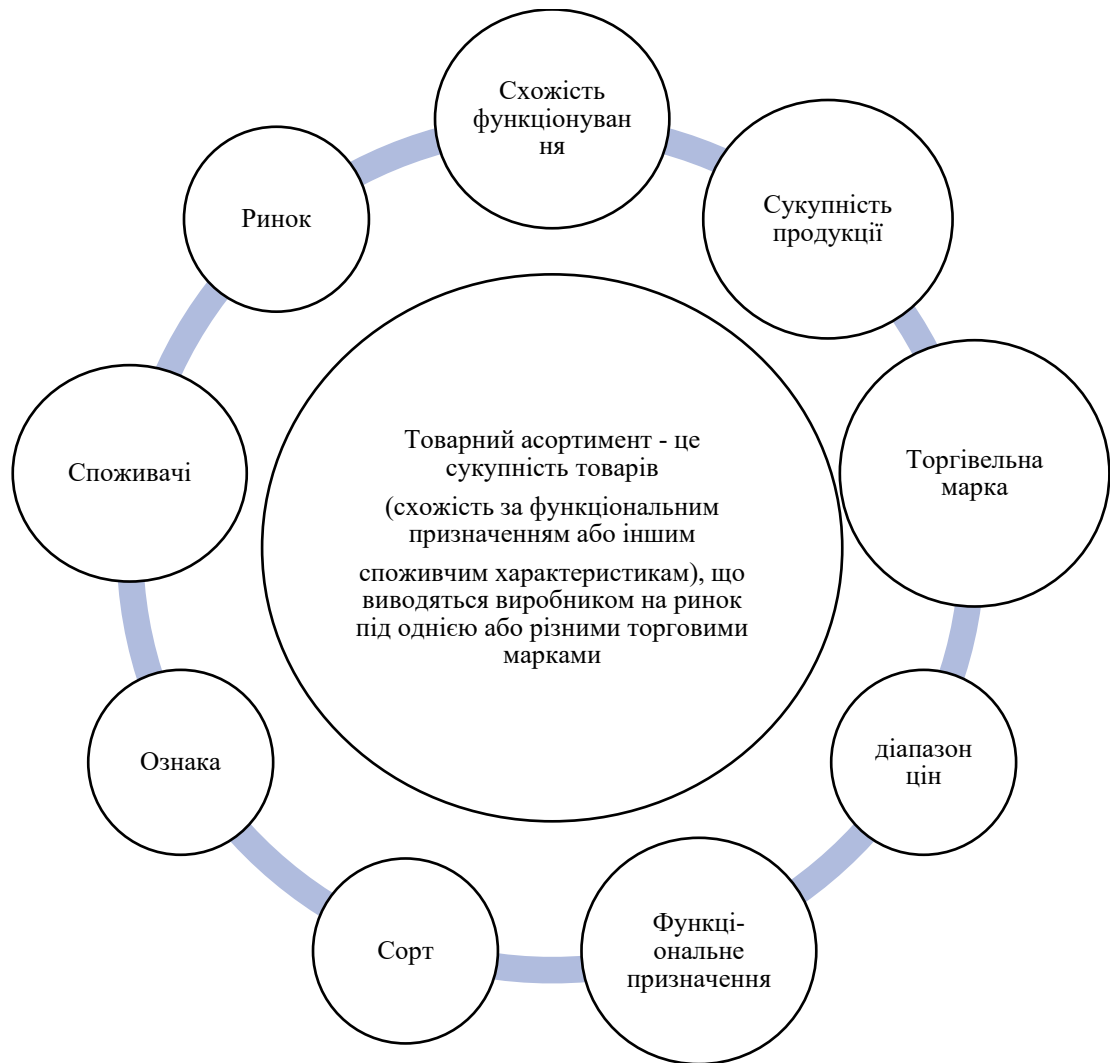 Схожість
функціонуван
ня
Сукупність
продукції
Торгівельна
марка
діапазон
цін
Функці-
ональне
призначення
Сорт
Ознака
Споживачі
Ринок
Товарний асортимент - це
сукупність товарів
(схожість за функціональним
призначенням або іншим
споживчим характеристикам), що
виводяться виробником на ринок
під однією або різними торговими
марками